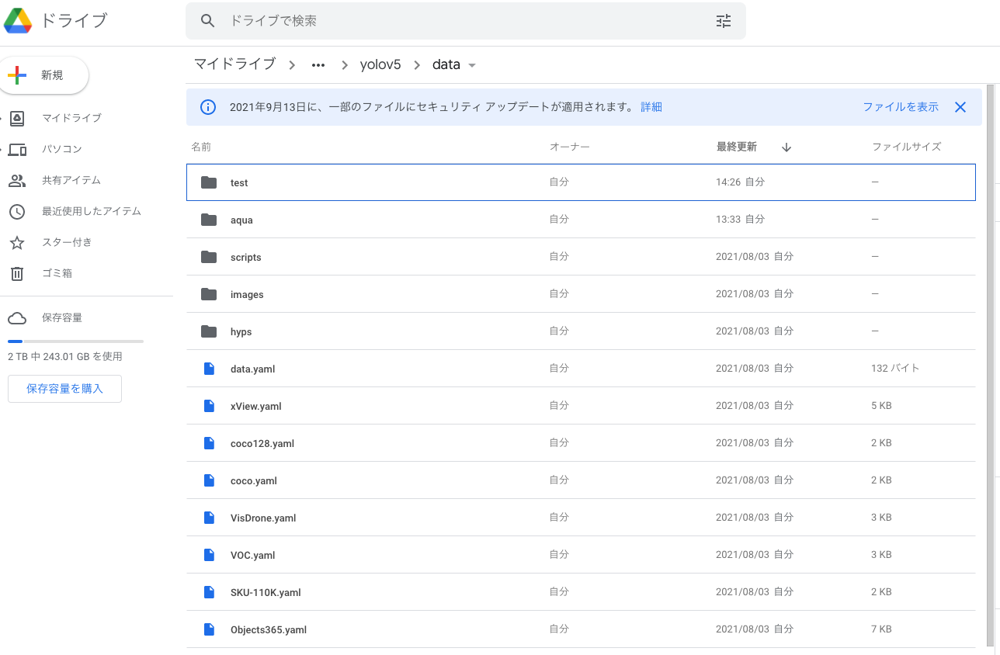 ドライブ
ドライブで検索
新規
マイドライブ
パソコン
共有アイテム
最近使用したアイテム
スター付き
ゴミ箱
保存容量
2 TB 中 243.01 GB を使用
保存容量を購入
マイドライブ > ••• > yolov5 > data
2021年9月13日に、一部のファイルにセキュリティ アップデートが適用されます。 詳細 ファイルを表示
名前 オーナー 最終更新 ファイルサイズ
test 自分 14:26 自分 —
aqua 自分 13:33 自分 —
scripts 自分 2021/08/03 自分 —
images 自分 2021/08/03 自分 —
hyps 自分 2021/08/03 自分 —
data.yaml 自分 2021/08/03 自分 132 バイト
xView.yaml 自分 2021/08/03 自分 5 KB
coco128.yaml 自分 2021/08/03 自分 2 KB
coco.yaml 自分 2021/08/03 自分 2 KB
VisDrone.yaml 自分 2021/08/03 自分 3 KB
VOC.yaml 自分 2021/08/03 自分 3 KB
SKU-110K.yaml 自分 2021/08/03 自分 2 KB
Objects365.yaml 自分 2021/08/03 自分 7 KB